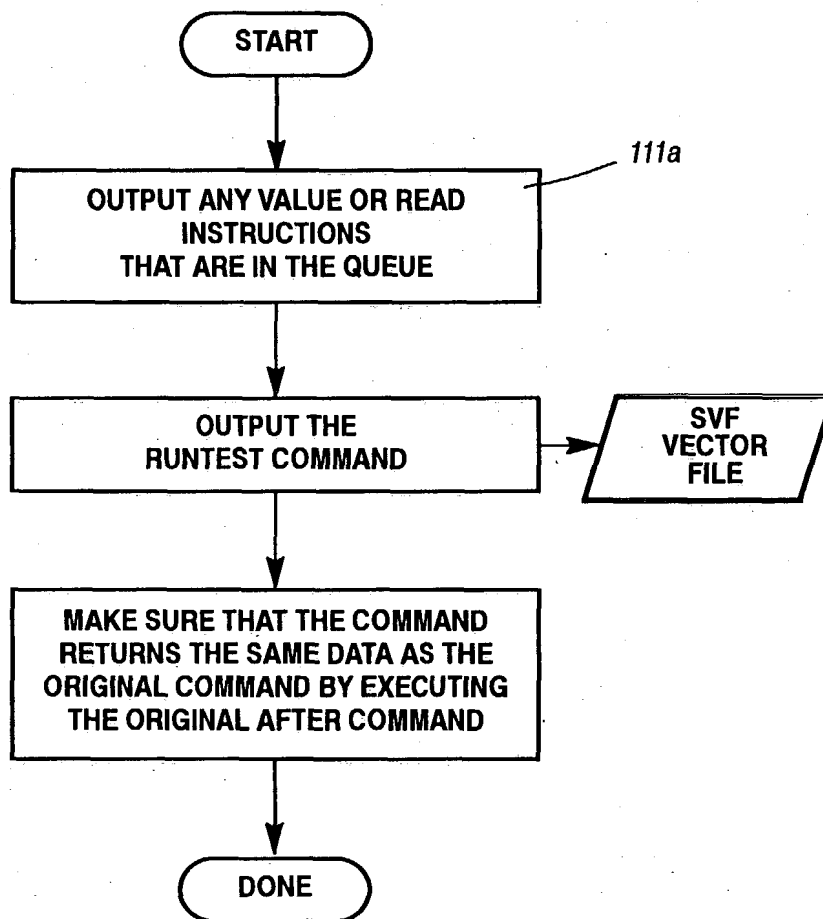 START
111a
OUTPUT ANY VALUE OR READ
INSTRUCTIONS
THAT ARE IN THE QUEUE
OUTPUT THE
RUNTEST COMMAND
SVF
VECTOR
FILE
MAKE SURE THAT THE COMMAND
RETURNS THE SAME DATA AS THE
ORIGINAL COMMAND BY EXECUTING
THE ORIGINAL AFTER COMMAND
DONE